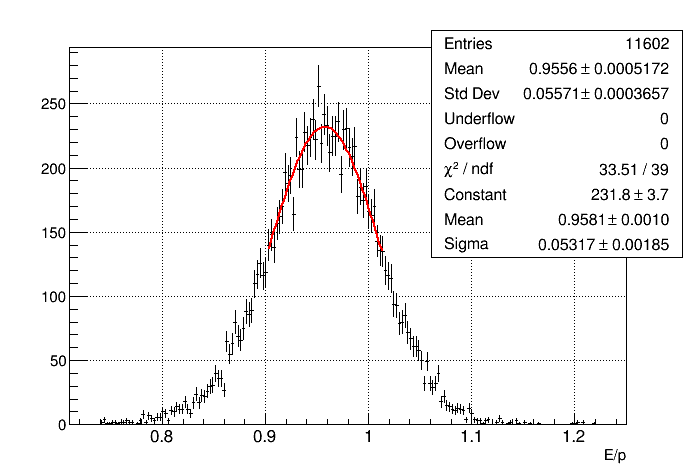 Entries 11602
Mean 0.9556 ± 0.0005172
Std Dev 0.05571 ± 0.0003657
Underflow 0
Overflow 0
χ² / ndf 33.51 / 39
Constant 231.8 ± 3.7
Mean 0.9581 ± 0.0010
Sigma 0.05317 ± 0.00185
250
200
150
100
50
0
0.8 0.9 1 1.1 1.2
E/p